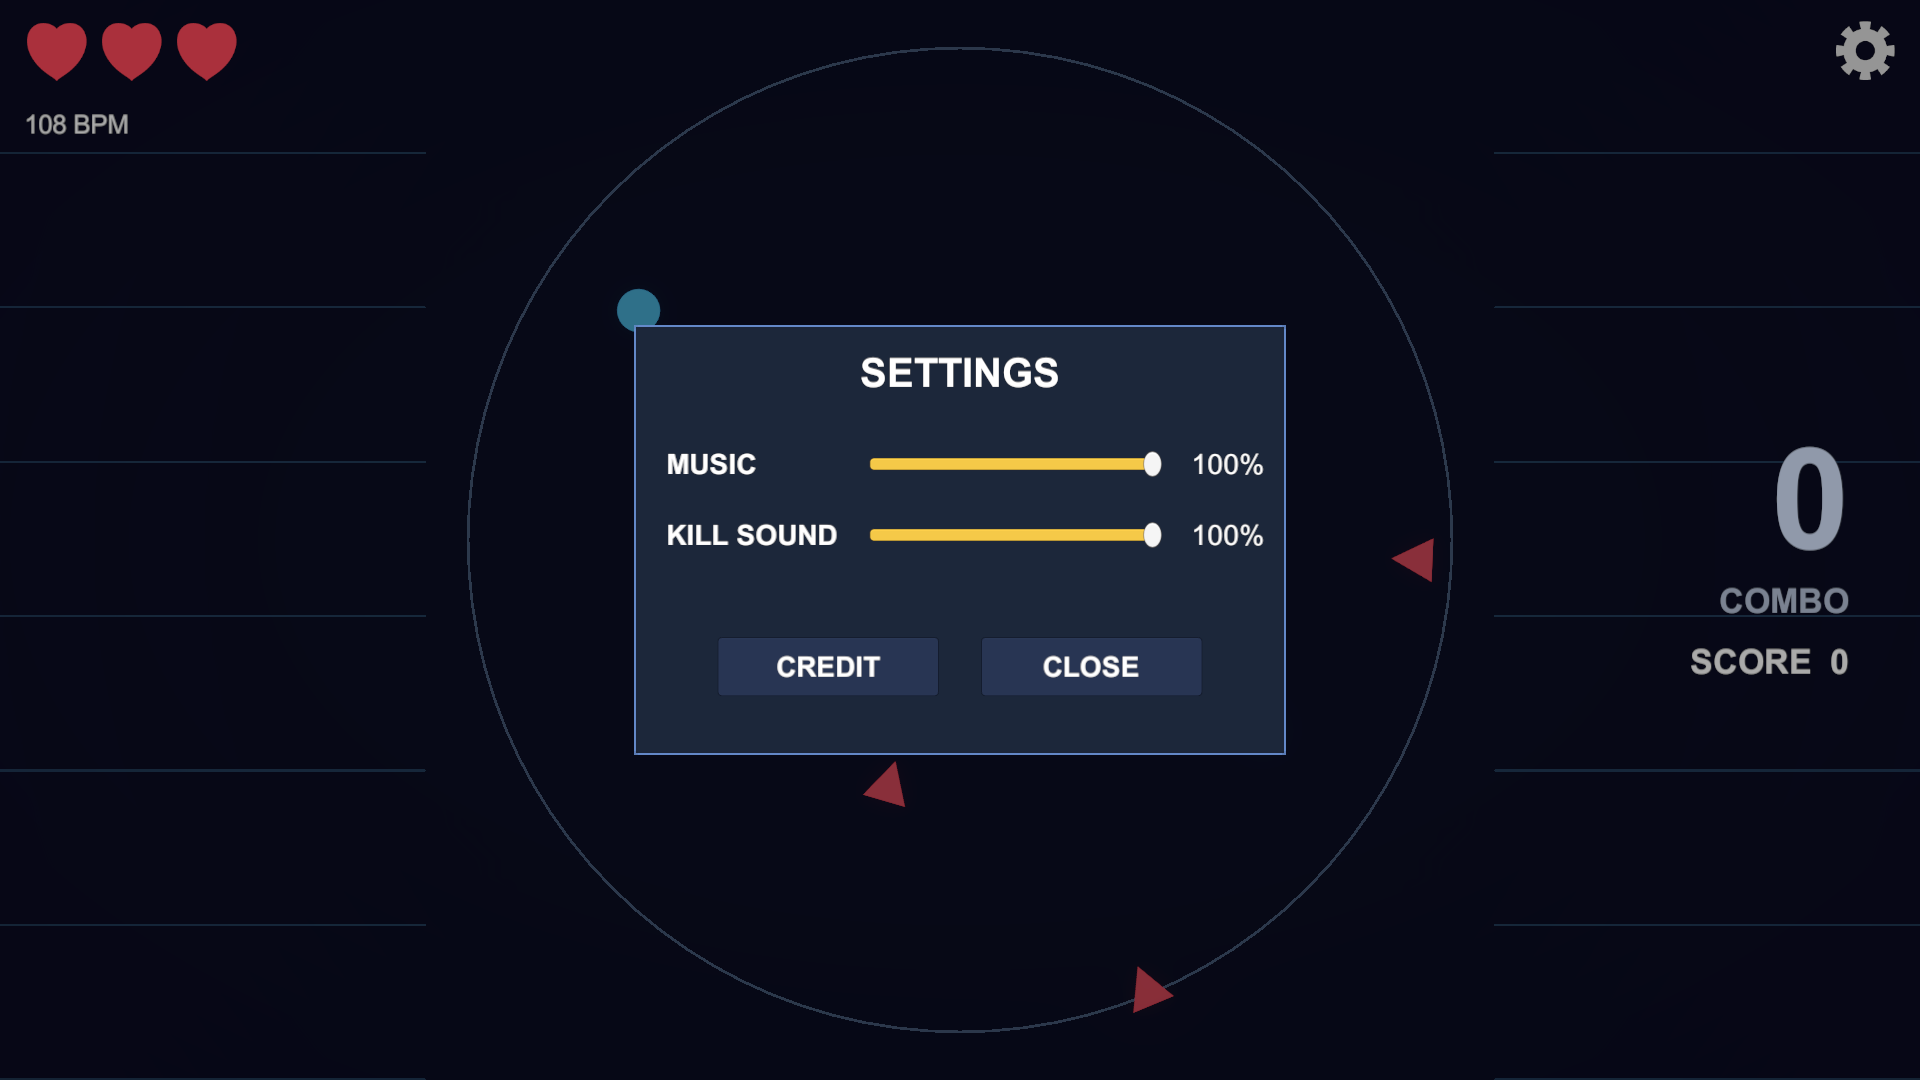 108 BPM
SETTINGS
MUSIC 100%
KILL SOUND 100%
CREDIT CLOSE
0
COMBO
SCORE 0